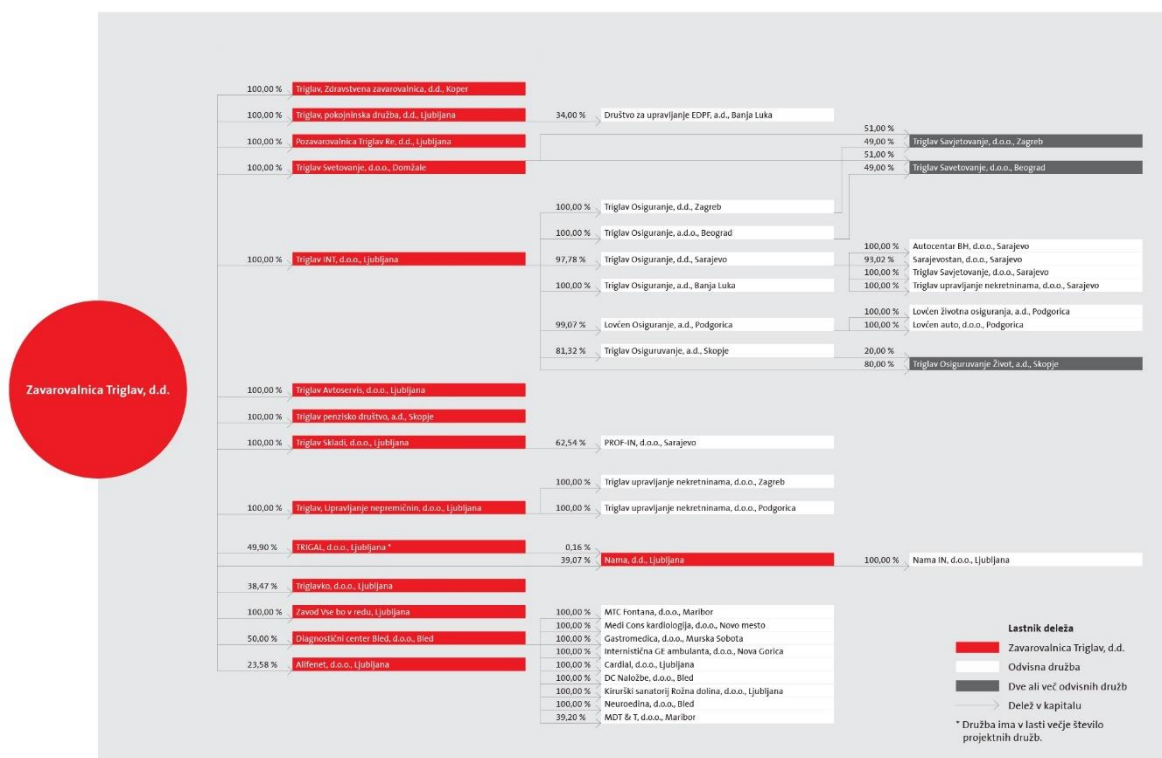 100,00 % Triglav, Zdravstvena zavarovalnica, d.d., Koper
100,00 % Triglav, pokojninska družba, d.d., Ljubljana 34,00 % Društvo za upravljanje EDPF, a.d., Banja Luka
51,00 %
100,00 % Pozavarovalnica Triglav Re, d.d., Ljubljana 49,00 % Triglav Savjetovanje, d.o.o., Zagreb
51,00 %
100,00 % Triglav Svetovanje, d.o.o., Domžale 49,00 % Triglav Savetovanje, d.o.o., Beograd
100,00 % Triglav Osiguranje, d.d., Zagreb
100,00 % Triglav Osiguranje, a.d.o., Beograd
100,00 % Autocentar BH, d.o.o., Sarajevo
100,00 % Triglav INT, d.o.o., Ljubljana 97,78 % Triglav Osiguranje, d.d., Sarajevo 93,02 % Sarajevostan, d.o.o., Sarajevo
100,00 % Triglav Savjetovanje, d.o.o., Sarajevo
100,00 % Triglav Osiguranje, a.d., Banja Luka 100,00 % Triglav upravljanje nekretninama, d.o.o., Sarajevo
100,00 % Lovćen životna osiguranja, a.d., Podgorica
99,07 % Lovćen Osiguranje, a.d., Podgorica 100,00 % Lovćen auto, d.o.o., Podgorica
81,32 % Triglav Osiguruvanje, a.d., Skopje 20,00 %
80,00 % Triglav Osiguruvanje Život, a.d., Skopje
Zavarovalnica Triglav, d.d.
100,00 % Triglav Avtoservis, d.o.o., Ljubljana
100,00 % Triglav penzisko društvo, a.d., Skopje
100,00 % Triglav Skladi, d.o.o., Ljubljana 62,54 % PROF-IN, d.o.o., Sarajevo
100,00 % Triglav upravljanje nekretninama, d.o.o., Zagreb
100,00 % Triglav, Upravljanje nepremičnin, d.o.o., Ljubljana 100,00 % Triglav upravljanje nekretninama, d.o.o., Podgorica
49,90 % TRIGAL, d.o.o., Ljubljana * 0,16 %
39,07 % Nama, d.d., Ljubljana 100,00 % Nama IN, d.o.o., Ljubljana
38,47 % Triglavko, d.o.o., Ljubljana
100,00 % Zavod Vse bo v redu, Ljubljana 100,00 % MTC Fontana, d.o.o., Maribor
100,00 % Medi Cons kardiologija, d.o.o., Novo mesto
50,00 % Diagnostični center Bled, d.o.o., Bled 100,00 % Gastromedica, d.o.o., Murska Sobota
100,00 % Internistična GE ambulanta, d.o.o., Nova Gorica
23,58 % Alifenet, d.o.o., Ljubljana 100,00 % Cardial, d.o.o., Ljubljana
100,00 % DC Naložbe, d.o.o., Bled
100,00 % Kirurški sanatorij Rožna dolina, d.o.o., Ljubljana
100,00 % Neuroedina, d.o.o., Bled
39,20 % MDT & T, d.o.o., Maribor
Lastnik deleža
Zavarovalnica Triglav, d.d.
Odvisna družba
Dve ali več odvisnih družb
Delež v kapitalu
* Družba ima v lasti večje število
projektnih družb.